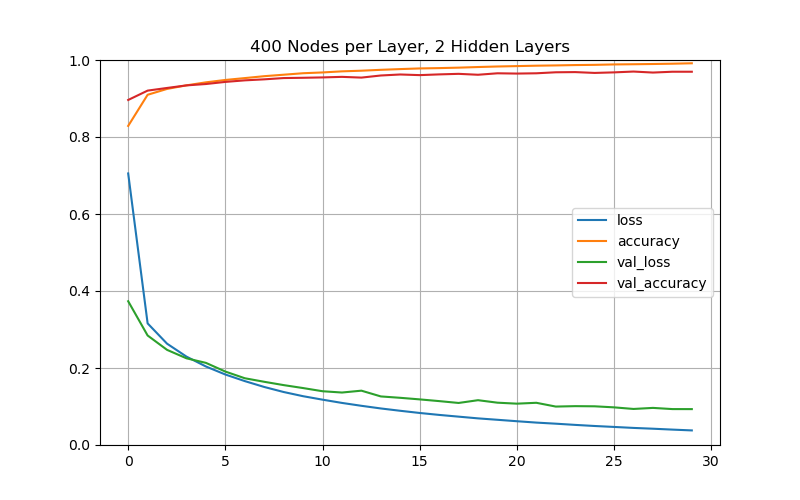 400 Nodes per Layer, 2 Hidden Layers
1.0
0.8
0.6
0.4
0.2
0.0
loss
accuracy
val_loss
val_accuracy
0 5 10 15 20 25 30